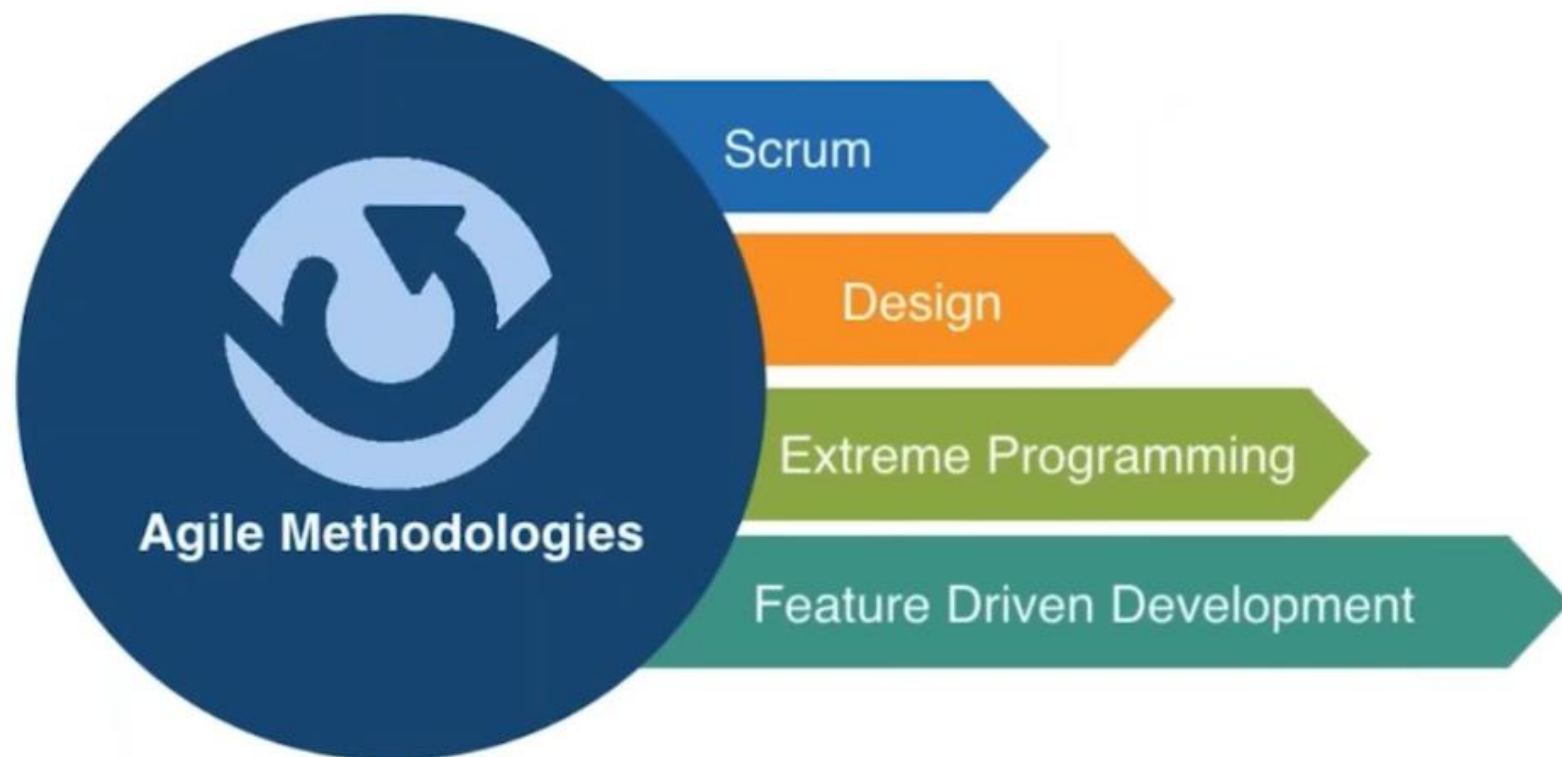 Scrum
Design
Extreme Programming
Agile Methodologies
Feature Driven Development